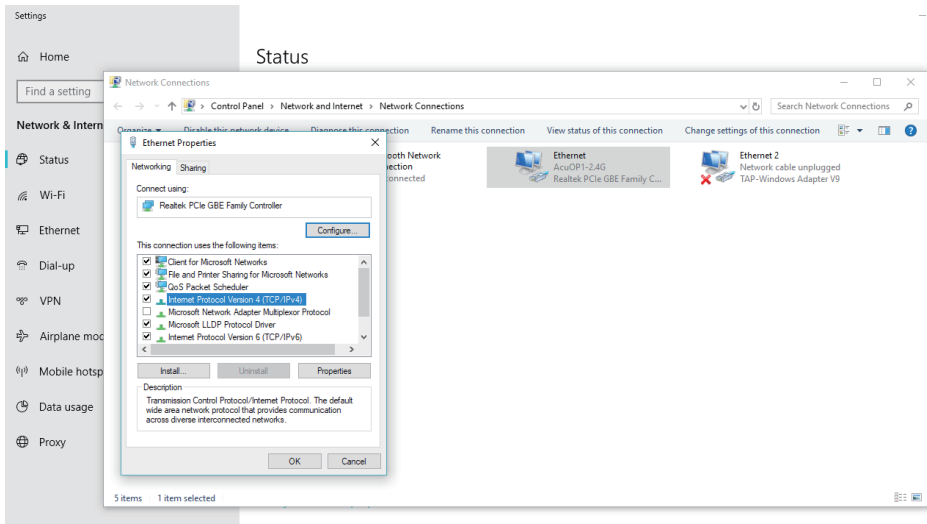 Settings
Home
Find a setting
Network & Intern
Status
Wi-Fi
Ethernet
Dial-up
VPN
Airplane mod
Mobile hotsp
Data usage
Proxy
Status
Network Connections
Control Panel > Network and Internet > Network Connections
Search Network Connections
Organize Disable this network device Diagnose this connection Rename this connection View status of this connection Change settings of this connection
ooth Network
ection
onnected
Ethernet
AcuOP1-2.4G
Realtek PCIe GBE Family C...
Ethernet 2
Network cable unplugged
TAP-Windows Adapter V9
Ethernet Properties
Networking Sharing
Connect using:
Realtek PCIe GBE Family Controller
Configure...
This connection uses the following items:
Client for Microsoft Networks
File and Printer Sharing for Microsoft Networks
QoS Packet Scheduler
Internet Protocol Version 4 (TCP/IPv4)
Microsoft Network Adapter Multiplexor Protocol
Microsoft LLDP Protocol Driver
Internet Protocol Version 6 (TCP/IPv6)
Install... Uninstall Properties
Description
Transmission Control Protocol/Internet Protocol. The default
wide area network protocol that provides communication
across diverse interconnected networks.
OK Cancel
5 items 1 item selected